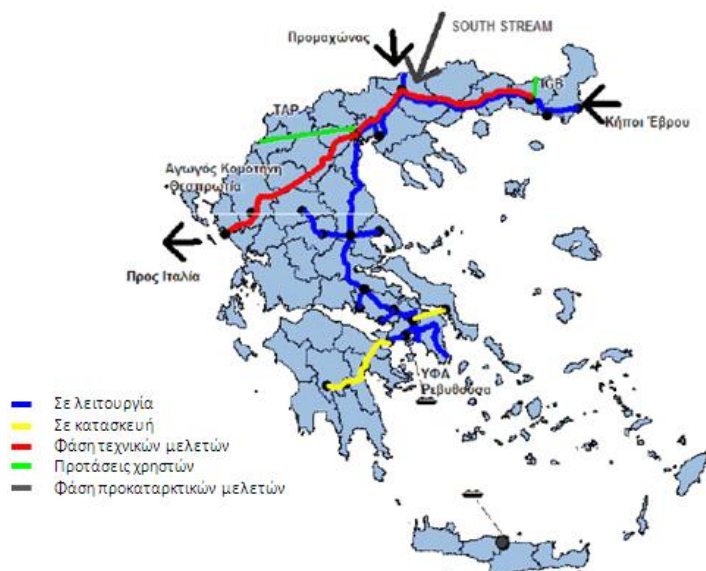 Προμαχώνας
SOUTH STREAM
IGB
TAP
Κήποι Έβρου
Αγωγός Κομοτηνή
-Θεσπρωτία
Προς Ιταλία
ΥΦΑ
Ρεβυθούσα
Σε λειτουργία
Σε κατασκευή
Φάση τεχνικών μελετών
Προτάσεις χρηστών
Φάση προκαταρκτικών μελετών